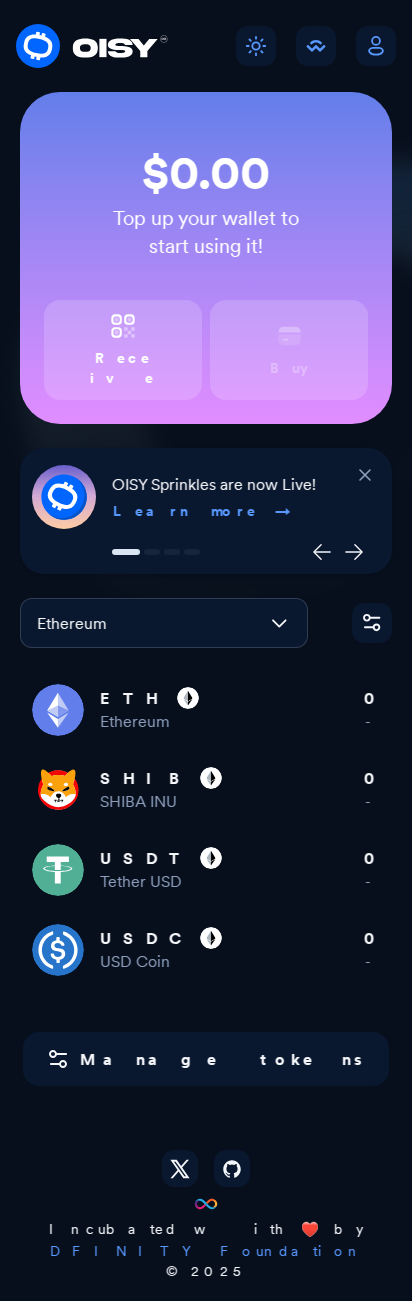 OISY
$0.00
Top up your wallet to
start using it!
Receive
Buy
OISY Sprinkles are now Live!
Learn more →
Ethereum
ETH
0
Ethereum
-
SHIB
0
SHIBA INU
-
USDT
0
Tether USD
-
USDC
0
USD Coin
-
Manage tokens
Incubated with ❤️ by
DFINITY Foundation
© 2025